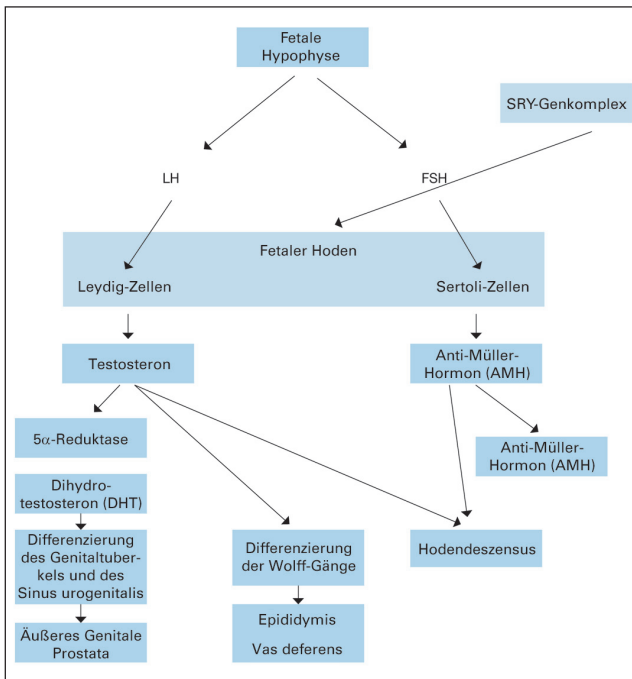 Fetale
Hypophyse
SRY-Genkomplex
LH
FSH
Fetaler Hoden
Leydig-Zellen
Sertoli-Zellen
Testosteron
Anti-Müller-
Hormon (AMH)
5α-Reduktase
Anti-Müller-
Hormon (AMH)
Dihydro-
testosteron (DHT)
Differenzierung
des Genitaltuber-
kels und des
Sinus urogenitalis
Differenzierung
der Wolff-Gänge
Hodendeszensus
Äußeres Genitale
Prostata
Epididymis
Vas deferens